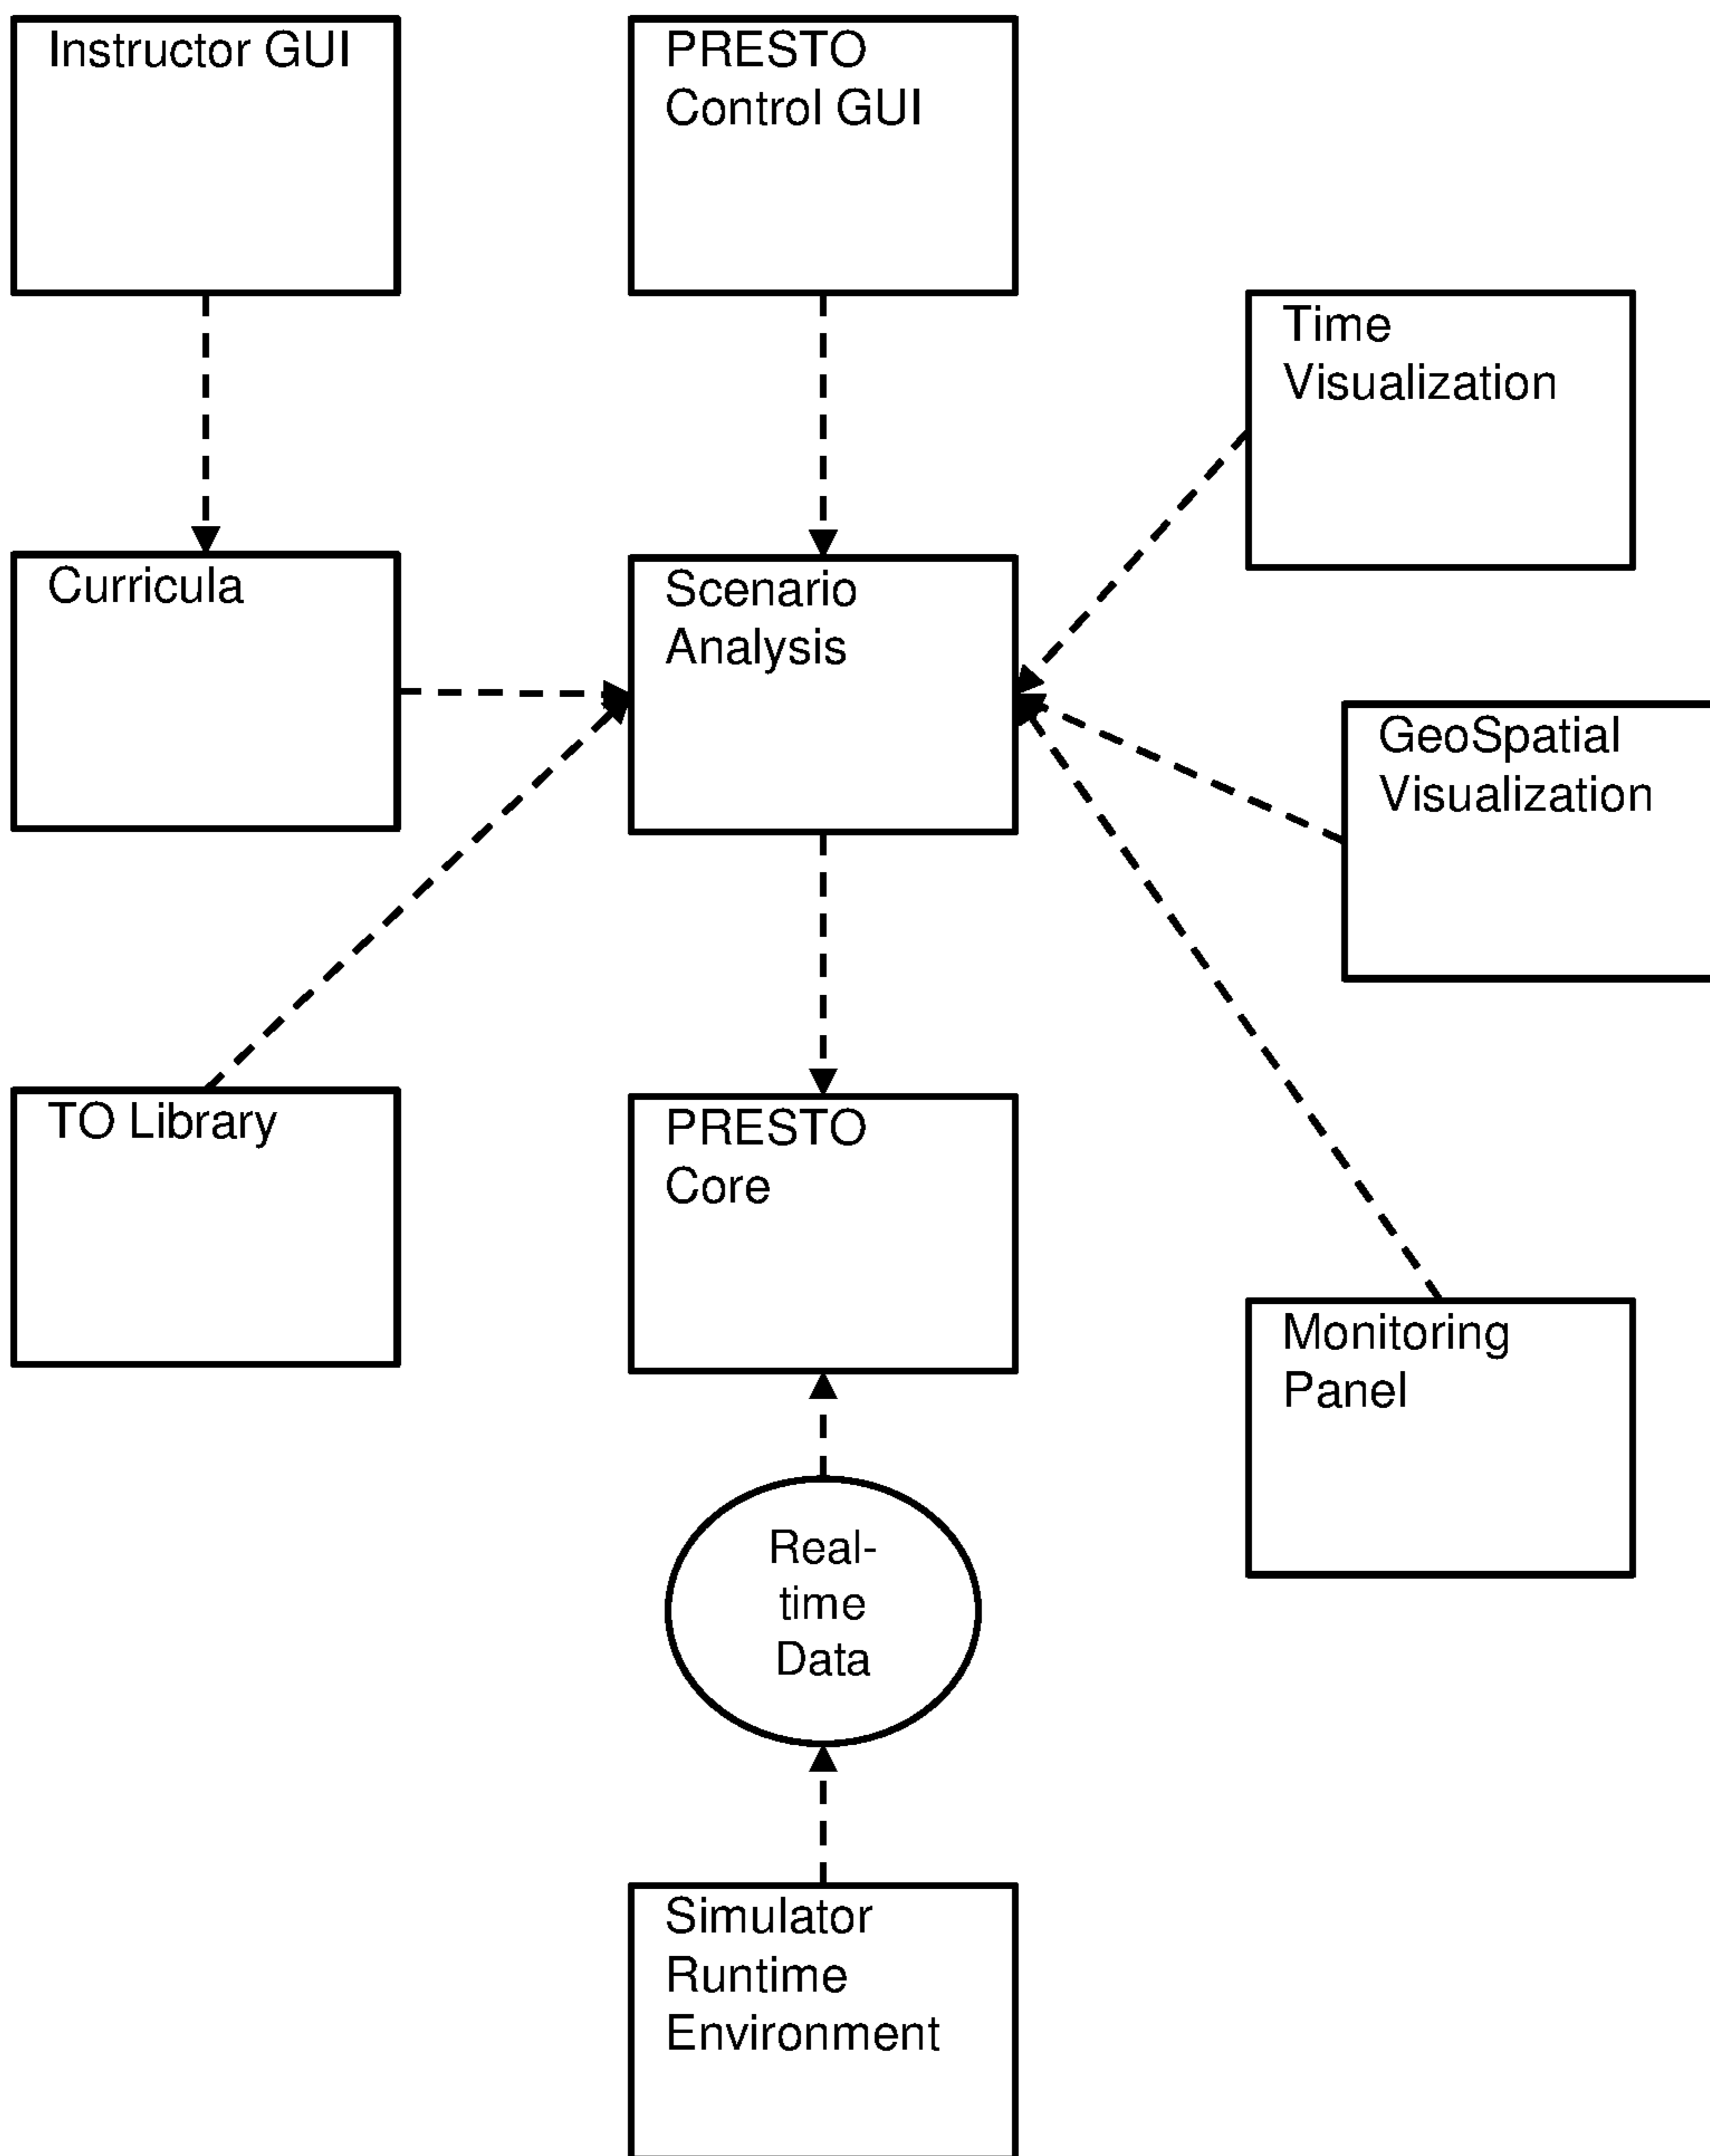 Instructor GUI
PRESTO
Control GUI
Time
Visualization
Curricula
Scenario
Analysis
GeoSpatial
Visualization
TO Library
PRESTO
Core
Monitoring
Panel
Real-
time
Data
Simulator
Runtime
Environment